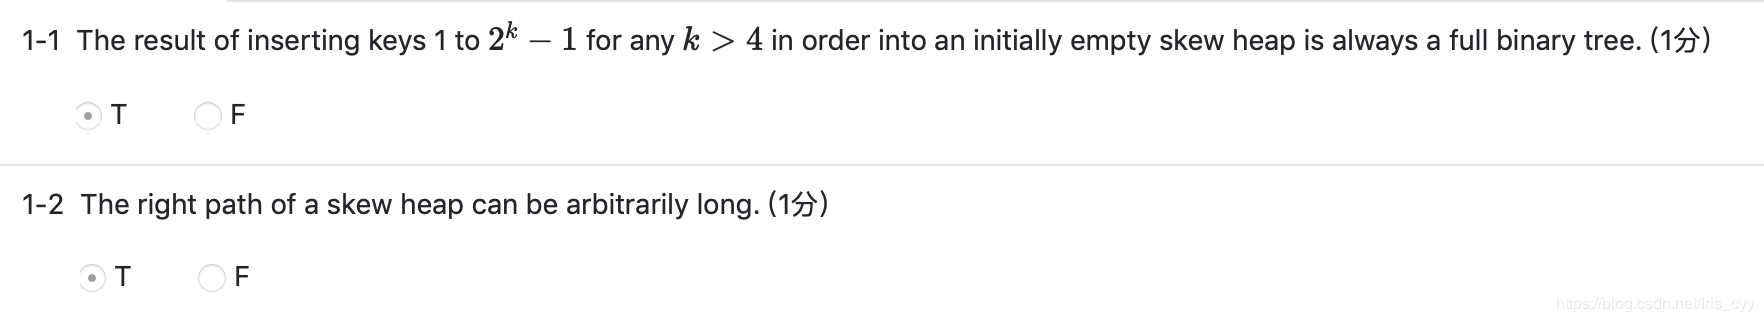 1-1 The result of inserting keys 1 to 2^k − 1 for any k > 4 in order into an initially empty skew heap is always a full binary tree. (1分)
T F
1-2 The right path of a skew heap can be arbitrarily long. (1分)
T F
https://blog.csdn.net/Iris_cyy